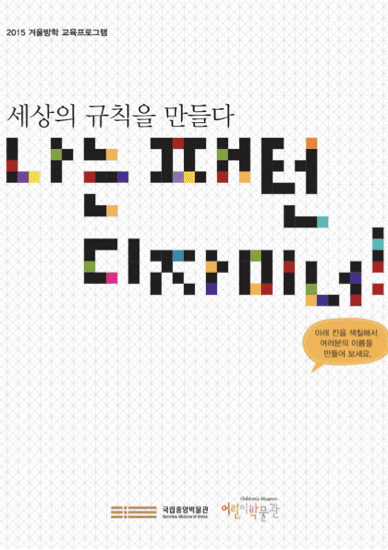 2015 겨울방학 교육프로그램
세상의 규칙을 만들다
나는 패턴
디자이너!
아래 칸을 색칠해서
여러분의 이름을
만들어 보세요.
국립중앙박물관
National Museum of Korea
Children's Museum
어린이박물관